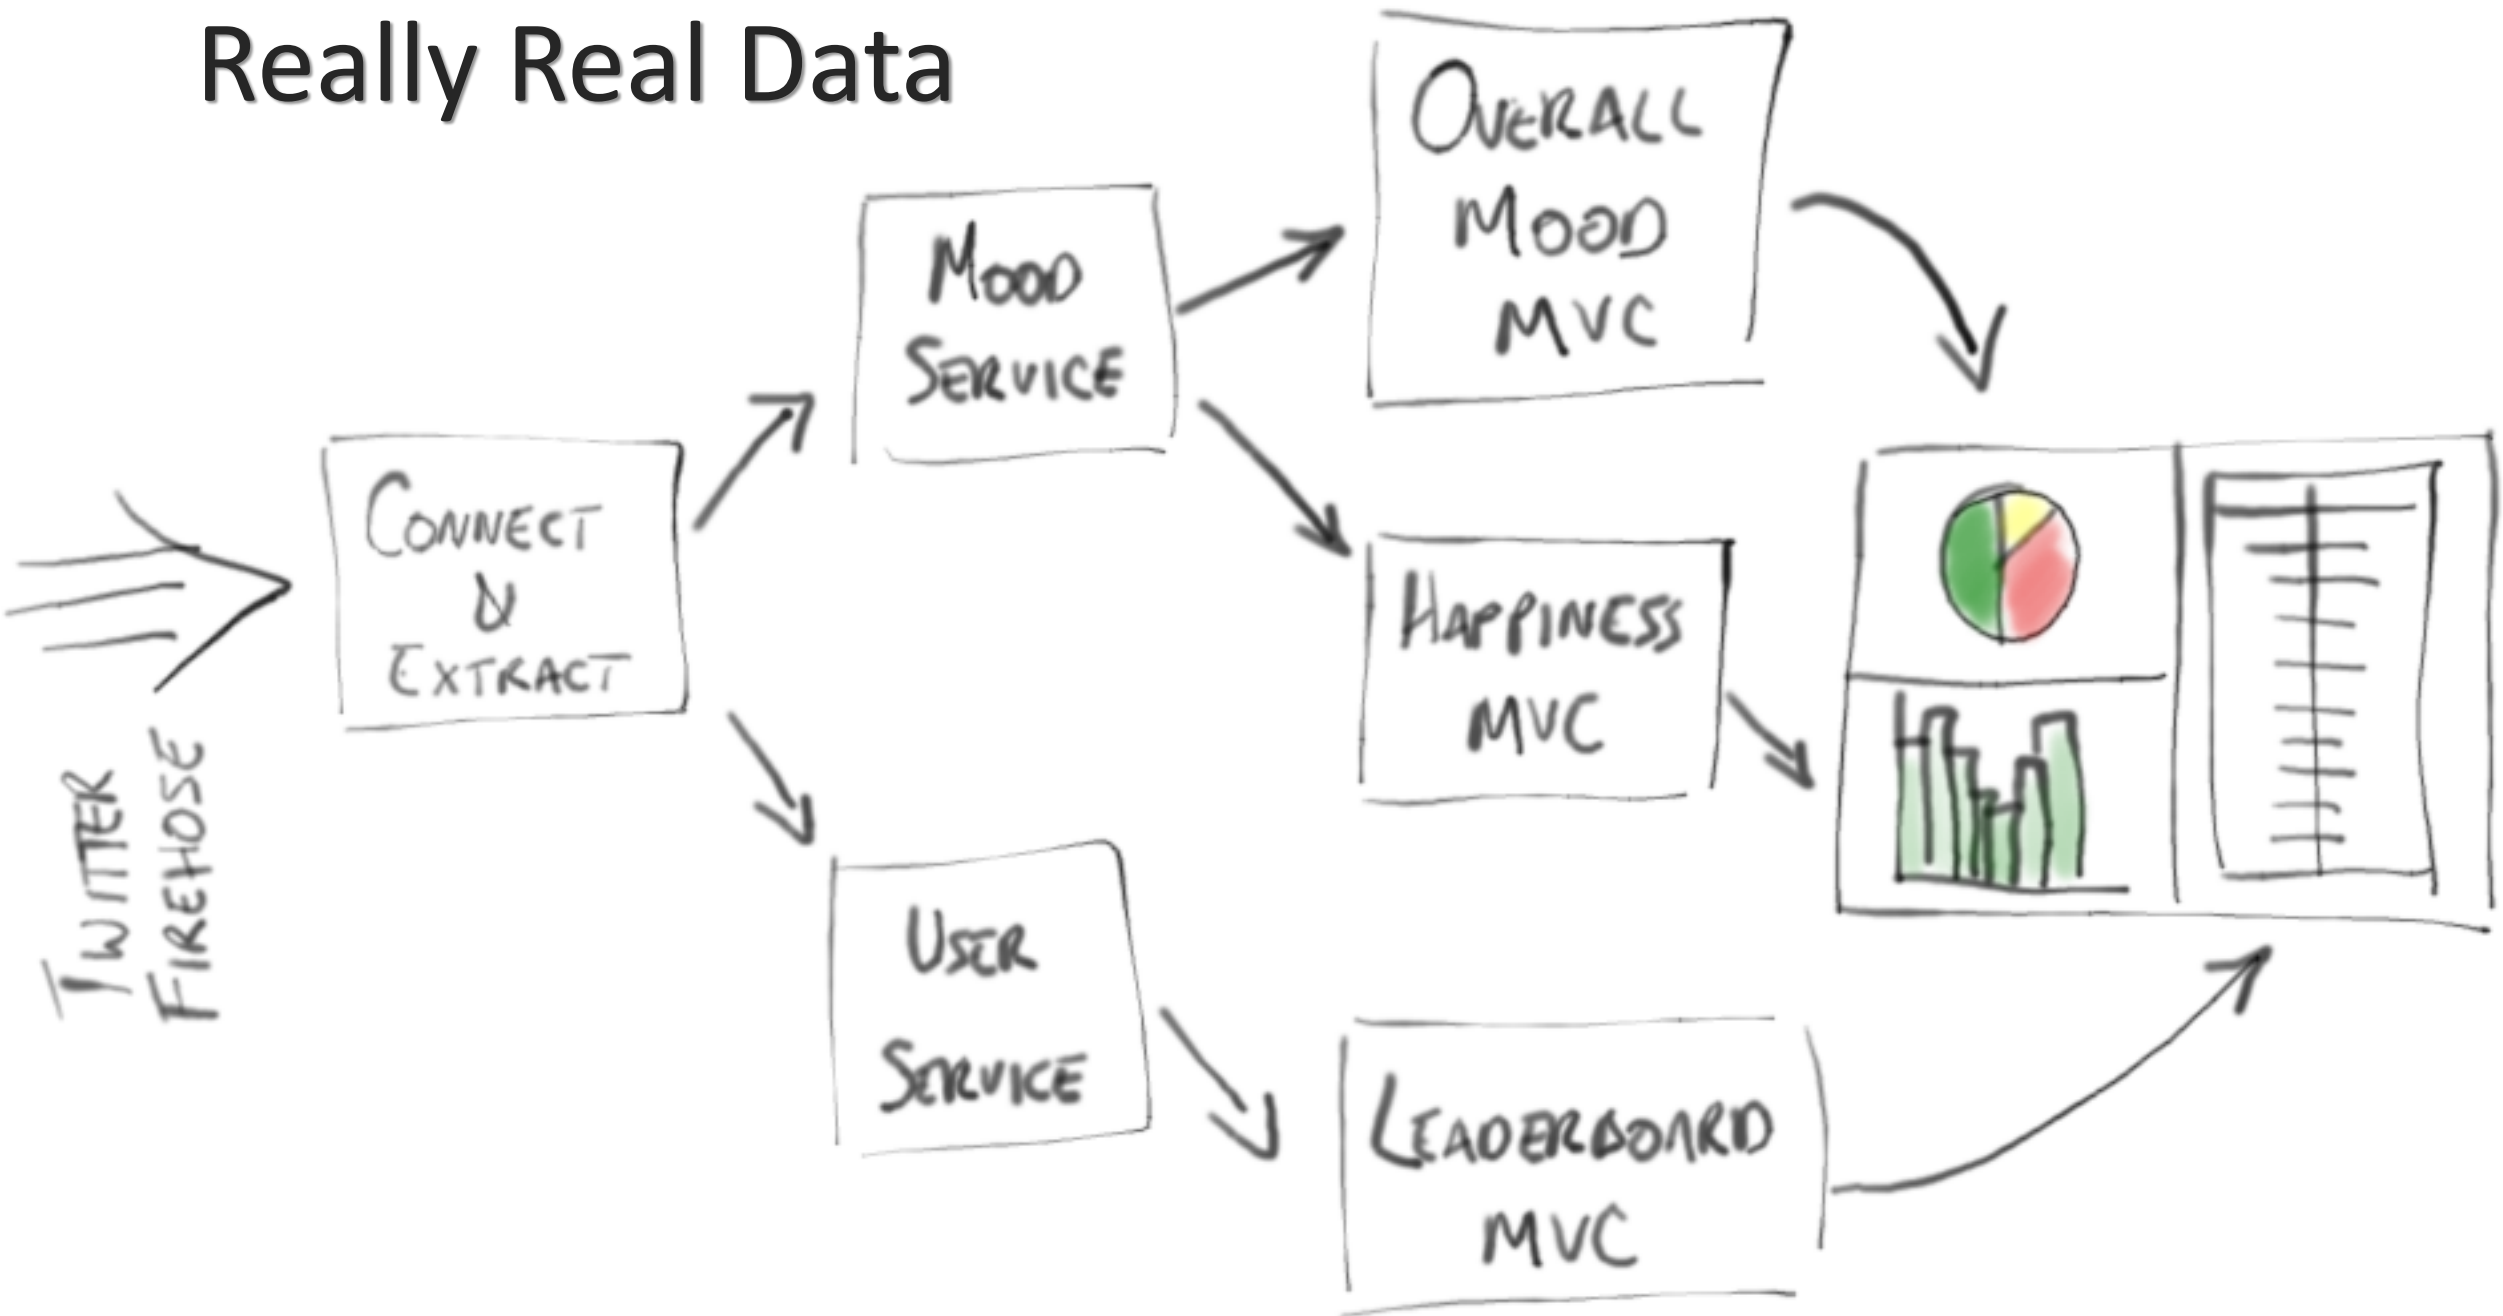 Really Real Data
TWITTER
FIREHOSE
CONNECT
&
EXTRACT
MOOD
SERVICE
USER
SERVICE
OVERALL
MOOD
MVC
HAPPINESS
MVC
LEADERBOARD
MVC